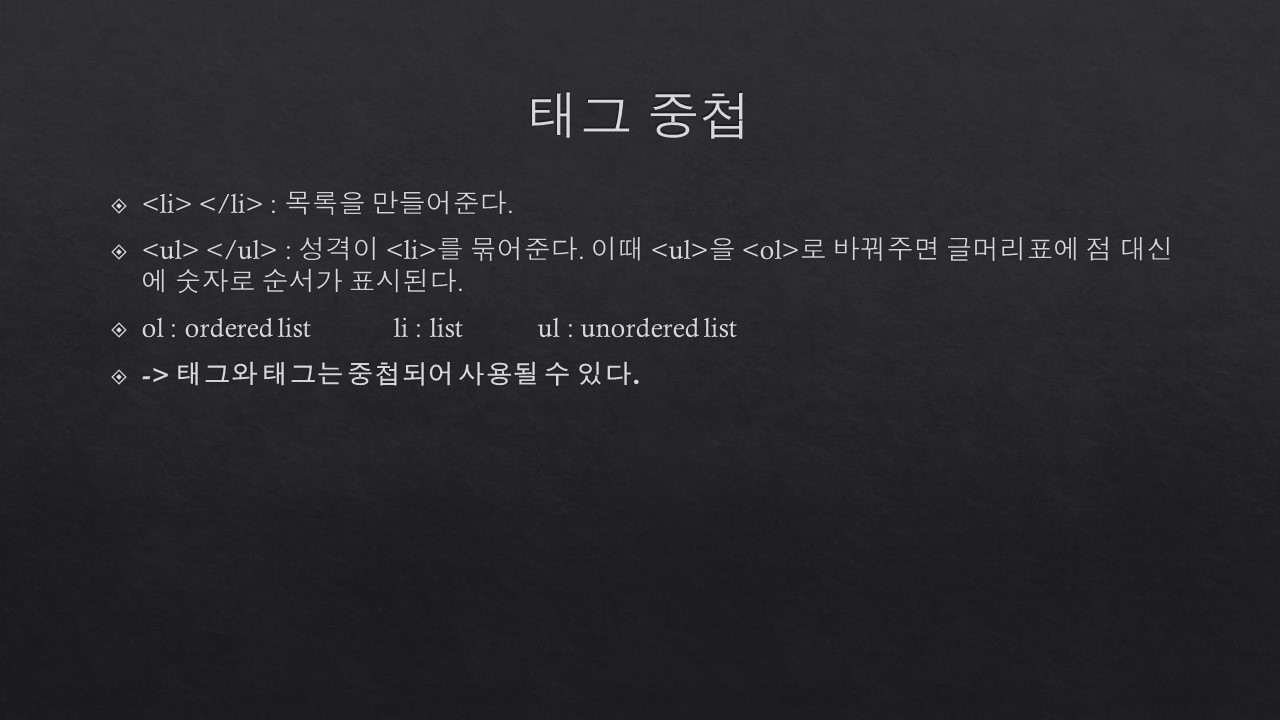 태그 중첩
<li> </li> : 목록을 만들어준다.
<ul> </ul> : 성격이 <li>를 묶어준다. 이때 <ul>을 <ol>로 바꿔주면 글머리표에 점 대신
에 숫자로 순서가 표시된다.
ol : ordered list li : list ul : unordered list
-> 태그와 태그는 중첩되어 사용될 수 있다.